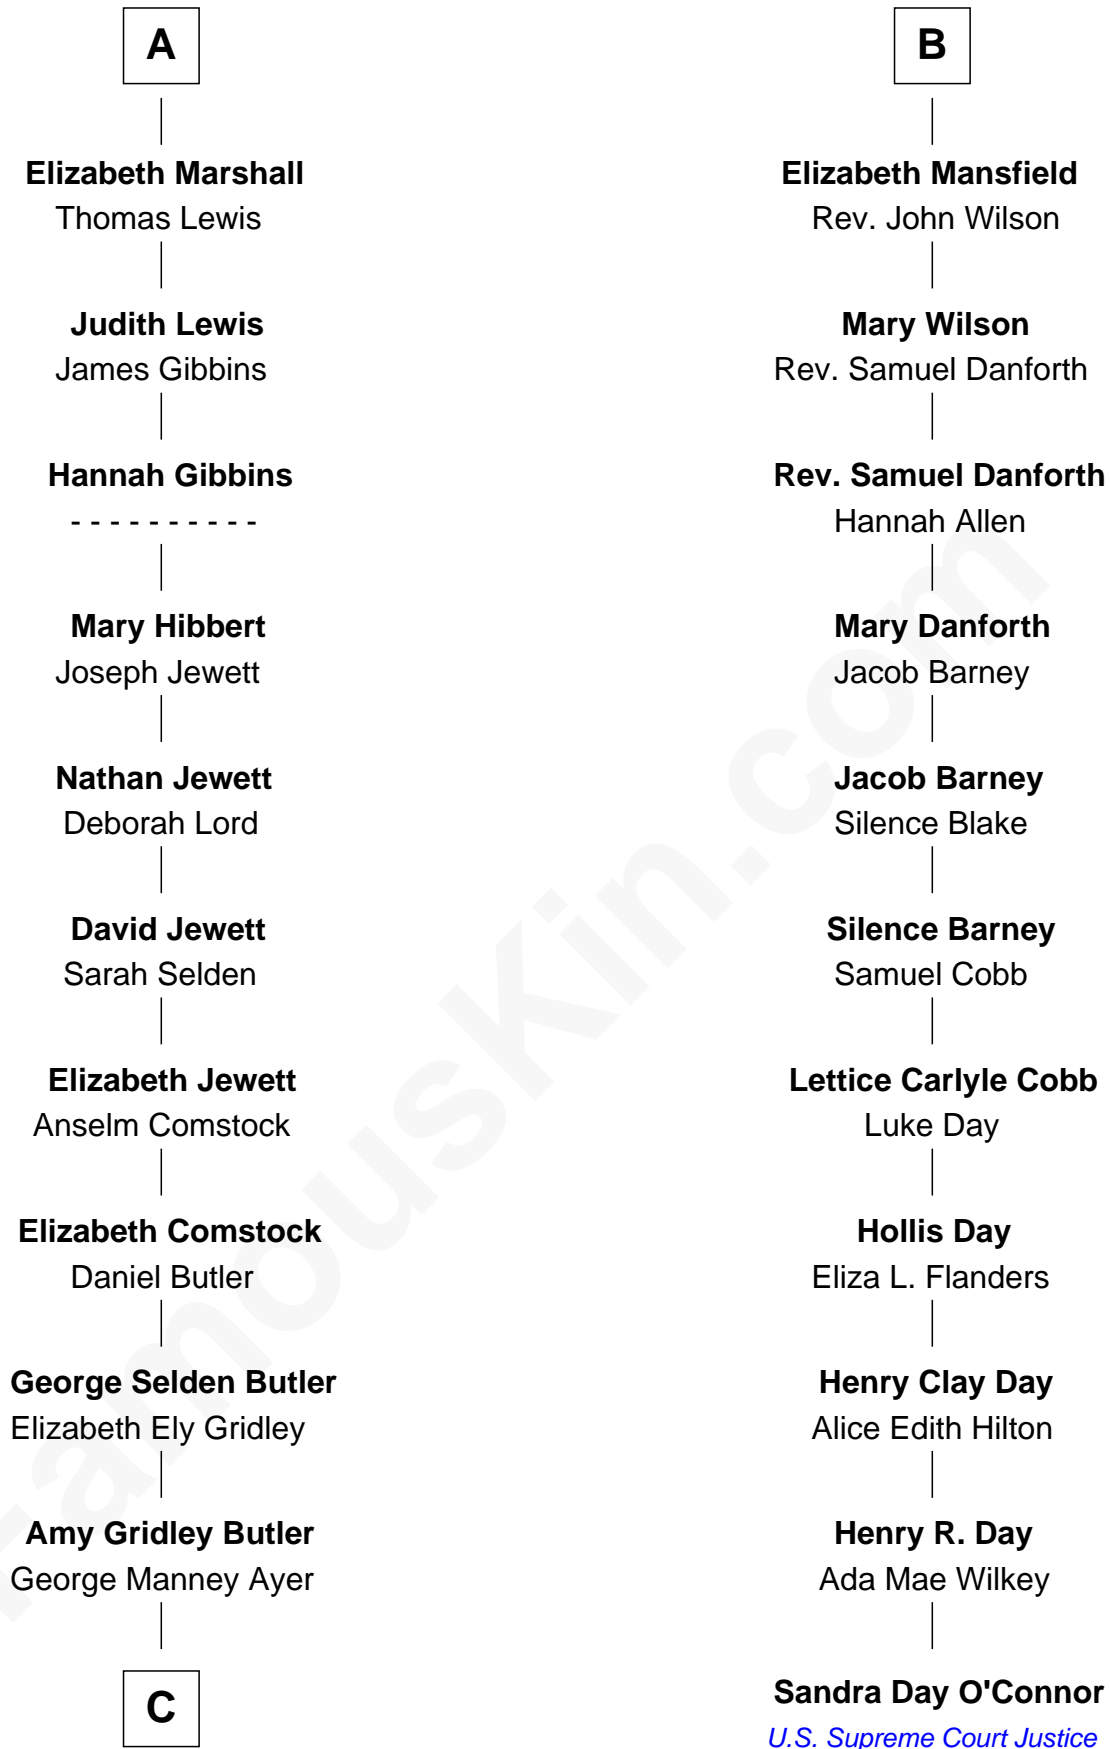 A
Elizabeth Marshall
Thomas Lewis
Judith Lewis
James Gibbins
Hannah Gibbins
- - - - - - - - - -
Mary Hibbert
Joseph Jewett
Nathan Jewett
Deborah Lord
David Jewett
Sarah Selden
Elizabeth Jewett
Anselm Comstock
Elizabeth Comstock
Daniel Butler
George Selden Butler
Elizabeth Ely Gridley
Amy Gridley Butler
George Manney Ayer
C
B
Elizabeth Mansfield
Rev. John Wilson
Mary Wilson
Rev. Samuel Danforth
Rev. Samuel Danforth
Hannah Allen
Mary Danforth
Jacob Barney
Jacob Barney
Silence Blake
Silence Barney
Samuel Cobb
Lettice Carlyle Cobb
Luke Day
Hollis Day
Eliza L. Flanders
Henry Clay Day
Alice Edith Hilton
Henry R. Day
Ada Mae Wilkey
Sandra Day O'Connor
U.S. Supreme Court Justice
FamousKin.com